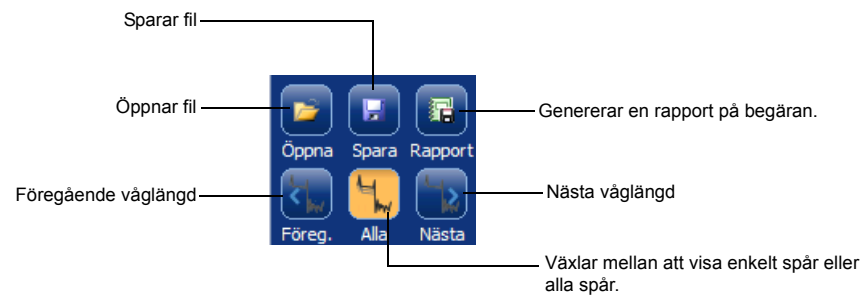 Sparar fil
Öppnar fil
Genererar en rapport på begäran.
Öppna Spara Rapport
Föregående våglängd
Nästa våglängd
Föreg. Alla Nästa
Växlar mellan att visa enkelt spår eller
alla spår.